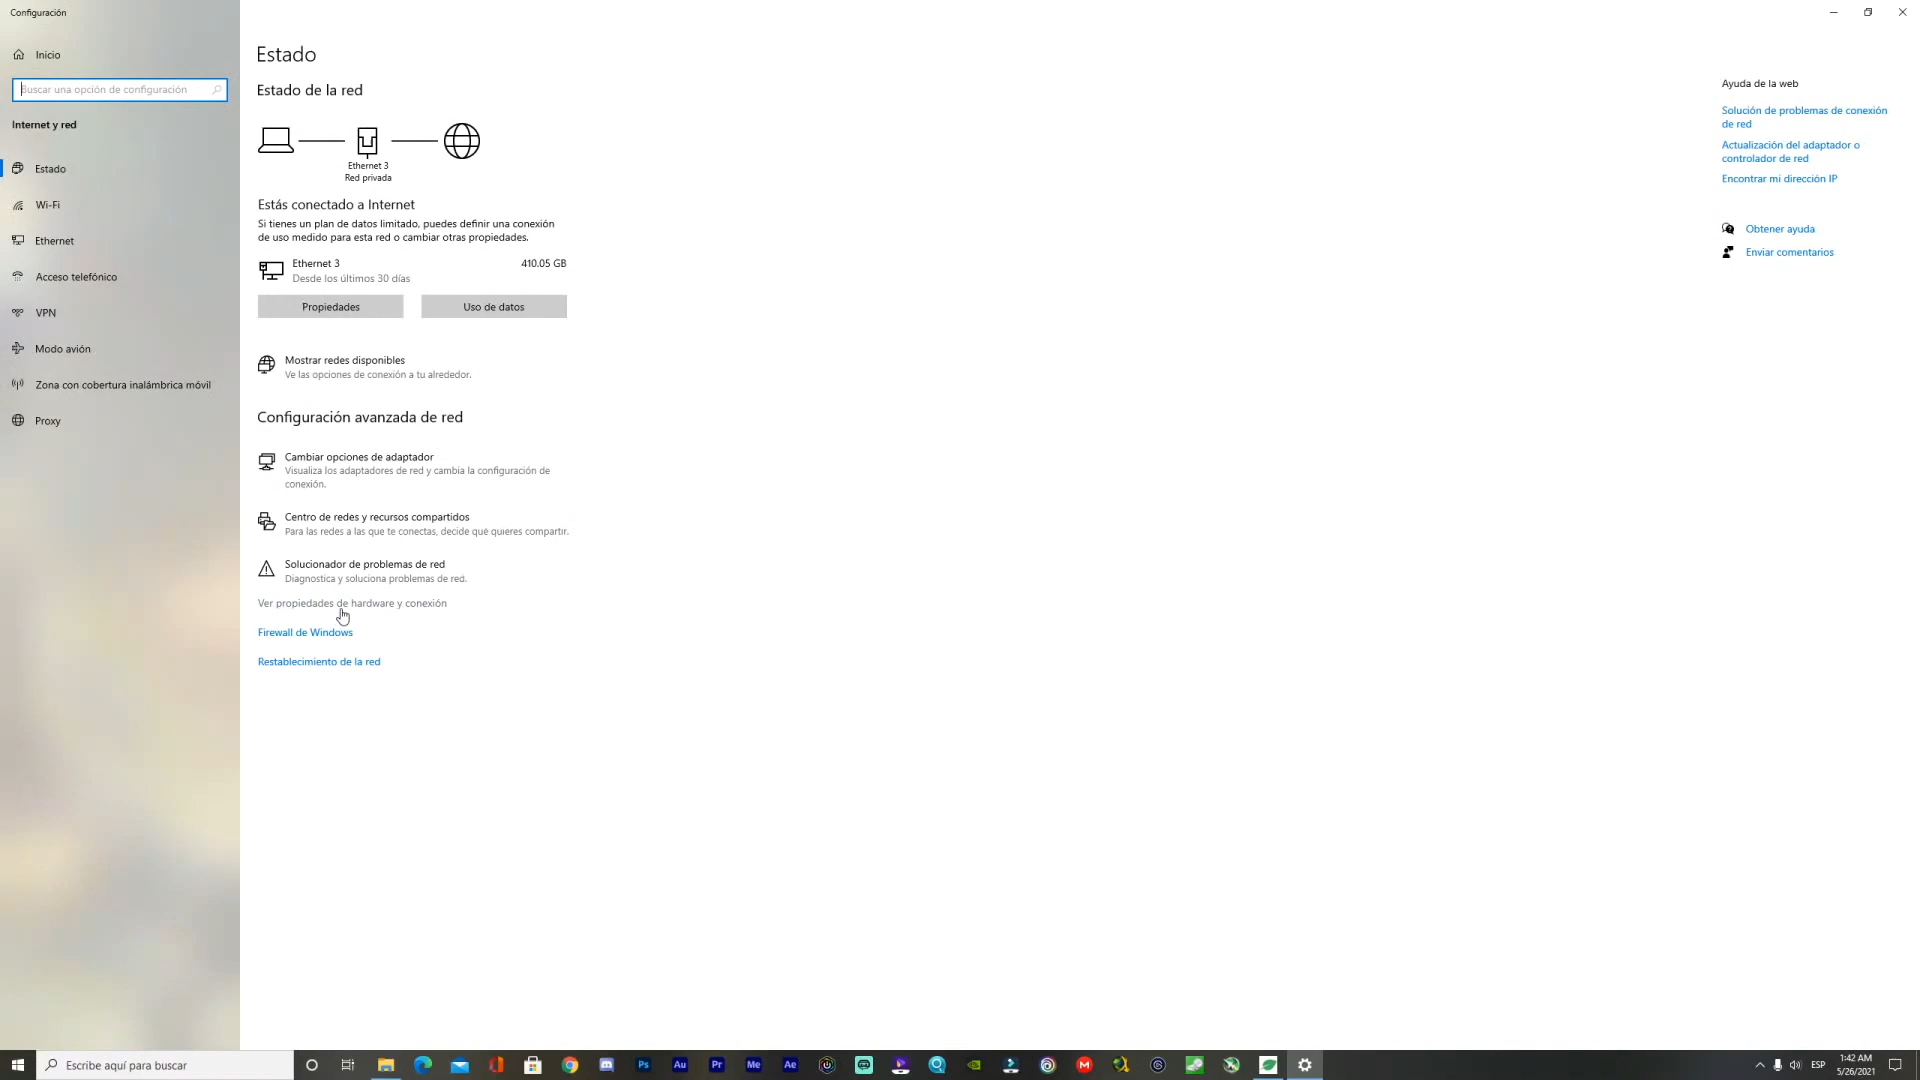 Configuración
Inicio
Buscar una opción de configuración
Internet y red
Estado
Wi-Fi
Ethernet
Acceso telefónico
VPN
Modo avión
Zona con cobertura inalámbrica móvil
Proxy
Estado
Estado de la red
Ethernet 3
Red privada
Estás conectado a Internet
Si tienes un plan de datos limitado, puedes definir una conexión
de uso medido para esta red o cambiar otras propiedades.
Ethernet 3
410.05 GB
Desde los últimos 30 días
Propiedades
Uso de datos
Mostrar redes disponibles
Ve las opciones de conexión a tu alrededor.
Configuración avanzada de red
Cambiar opciones de adaptador
Visualiza los adaptadores de red y cambia la configuración de
conexión.
Centro de redes y recursos compartidos
Para las redes a las que te conectas, decide qué quieres compartir.
Solucionador de problemas de red
Diagnostica y soluciona problemas de red.
Ver propiedades de hardware y conexión
Firewall de Windows
Restablecimiento de la red
Ayuda de la web
Solución de problemas de conexión
de red
Actualización del adaptador o
controlador de red
Encontrar mi dirección IP
Obtener ayuda
Enviar comentarios
Escribe aquí para buscar
Ps
Au
Pr
Me
Ae
M
ESP
1:42 AM
5/26/2021